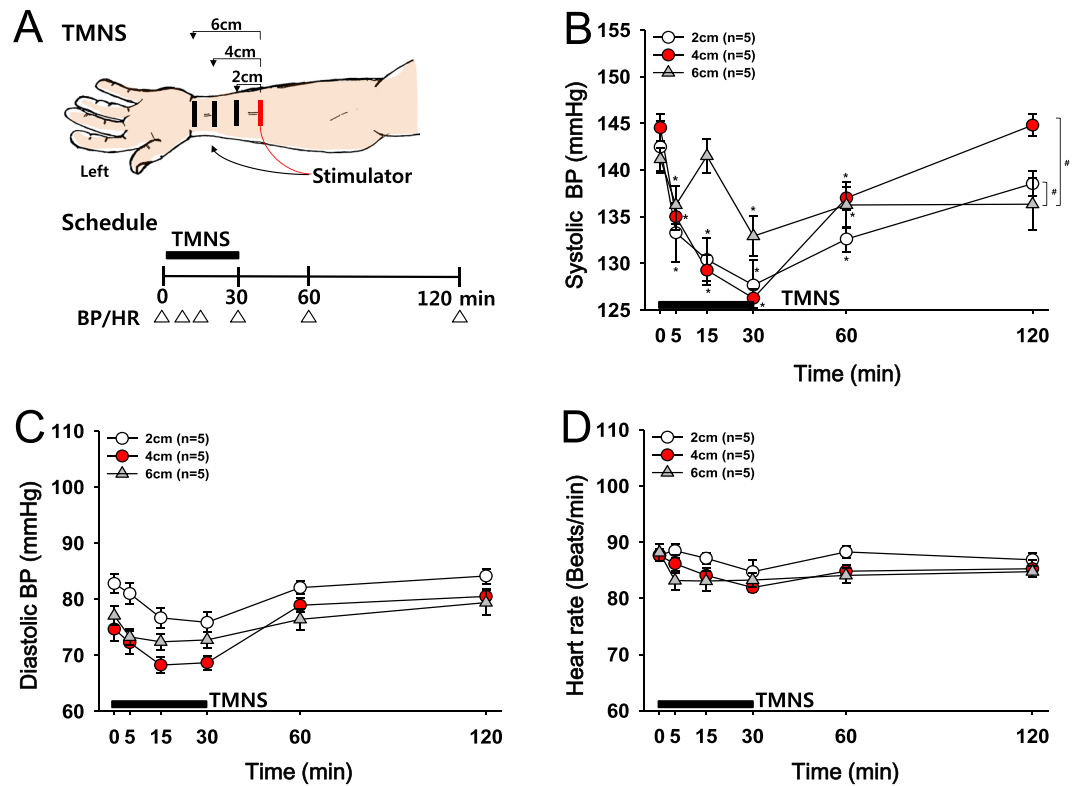 A
TMNS
6cm
4cm
2cm
Left
Stimulator
Schedule
TMNS
0 30 60 120 min
BP/HR
B
2cm (n=5)
4cm (n=5)
6cm (n=5)
Systolic BP (mmHg)
155
150
145
140
135
130
125
*
*
*
*
*
*
*
*
*
*
*
#
#
TMNS
0 5 15 30 60 120
Time (min)
C
2cm (n=5)
4cm (n=5)
6cm (n=5)
Diastolic BP (mmHg)
110
100
90
80
70
60
TMNS
0 5 15 30 60 120
Time (min)
D
2cm (n=5)
4cm (n=5)
6cm (n=5)
Heart rate (Beats/min)
110
100
90
80
70
60
TMNS
0 5 15 30 60 120
Time (min)